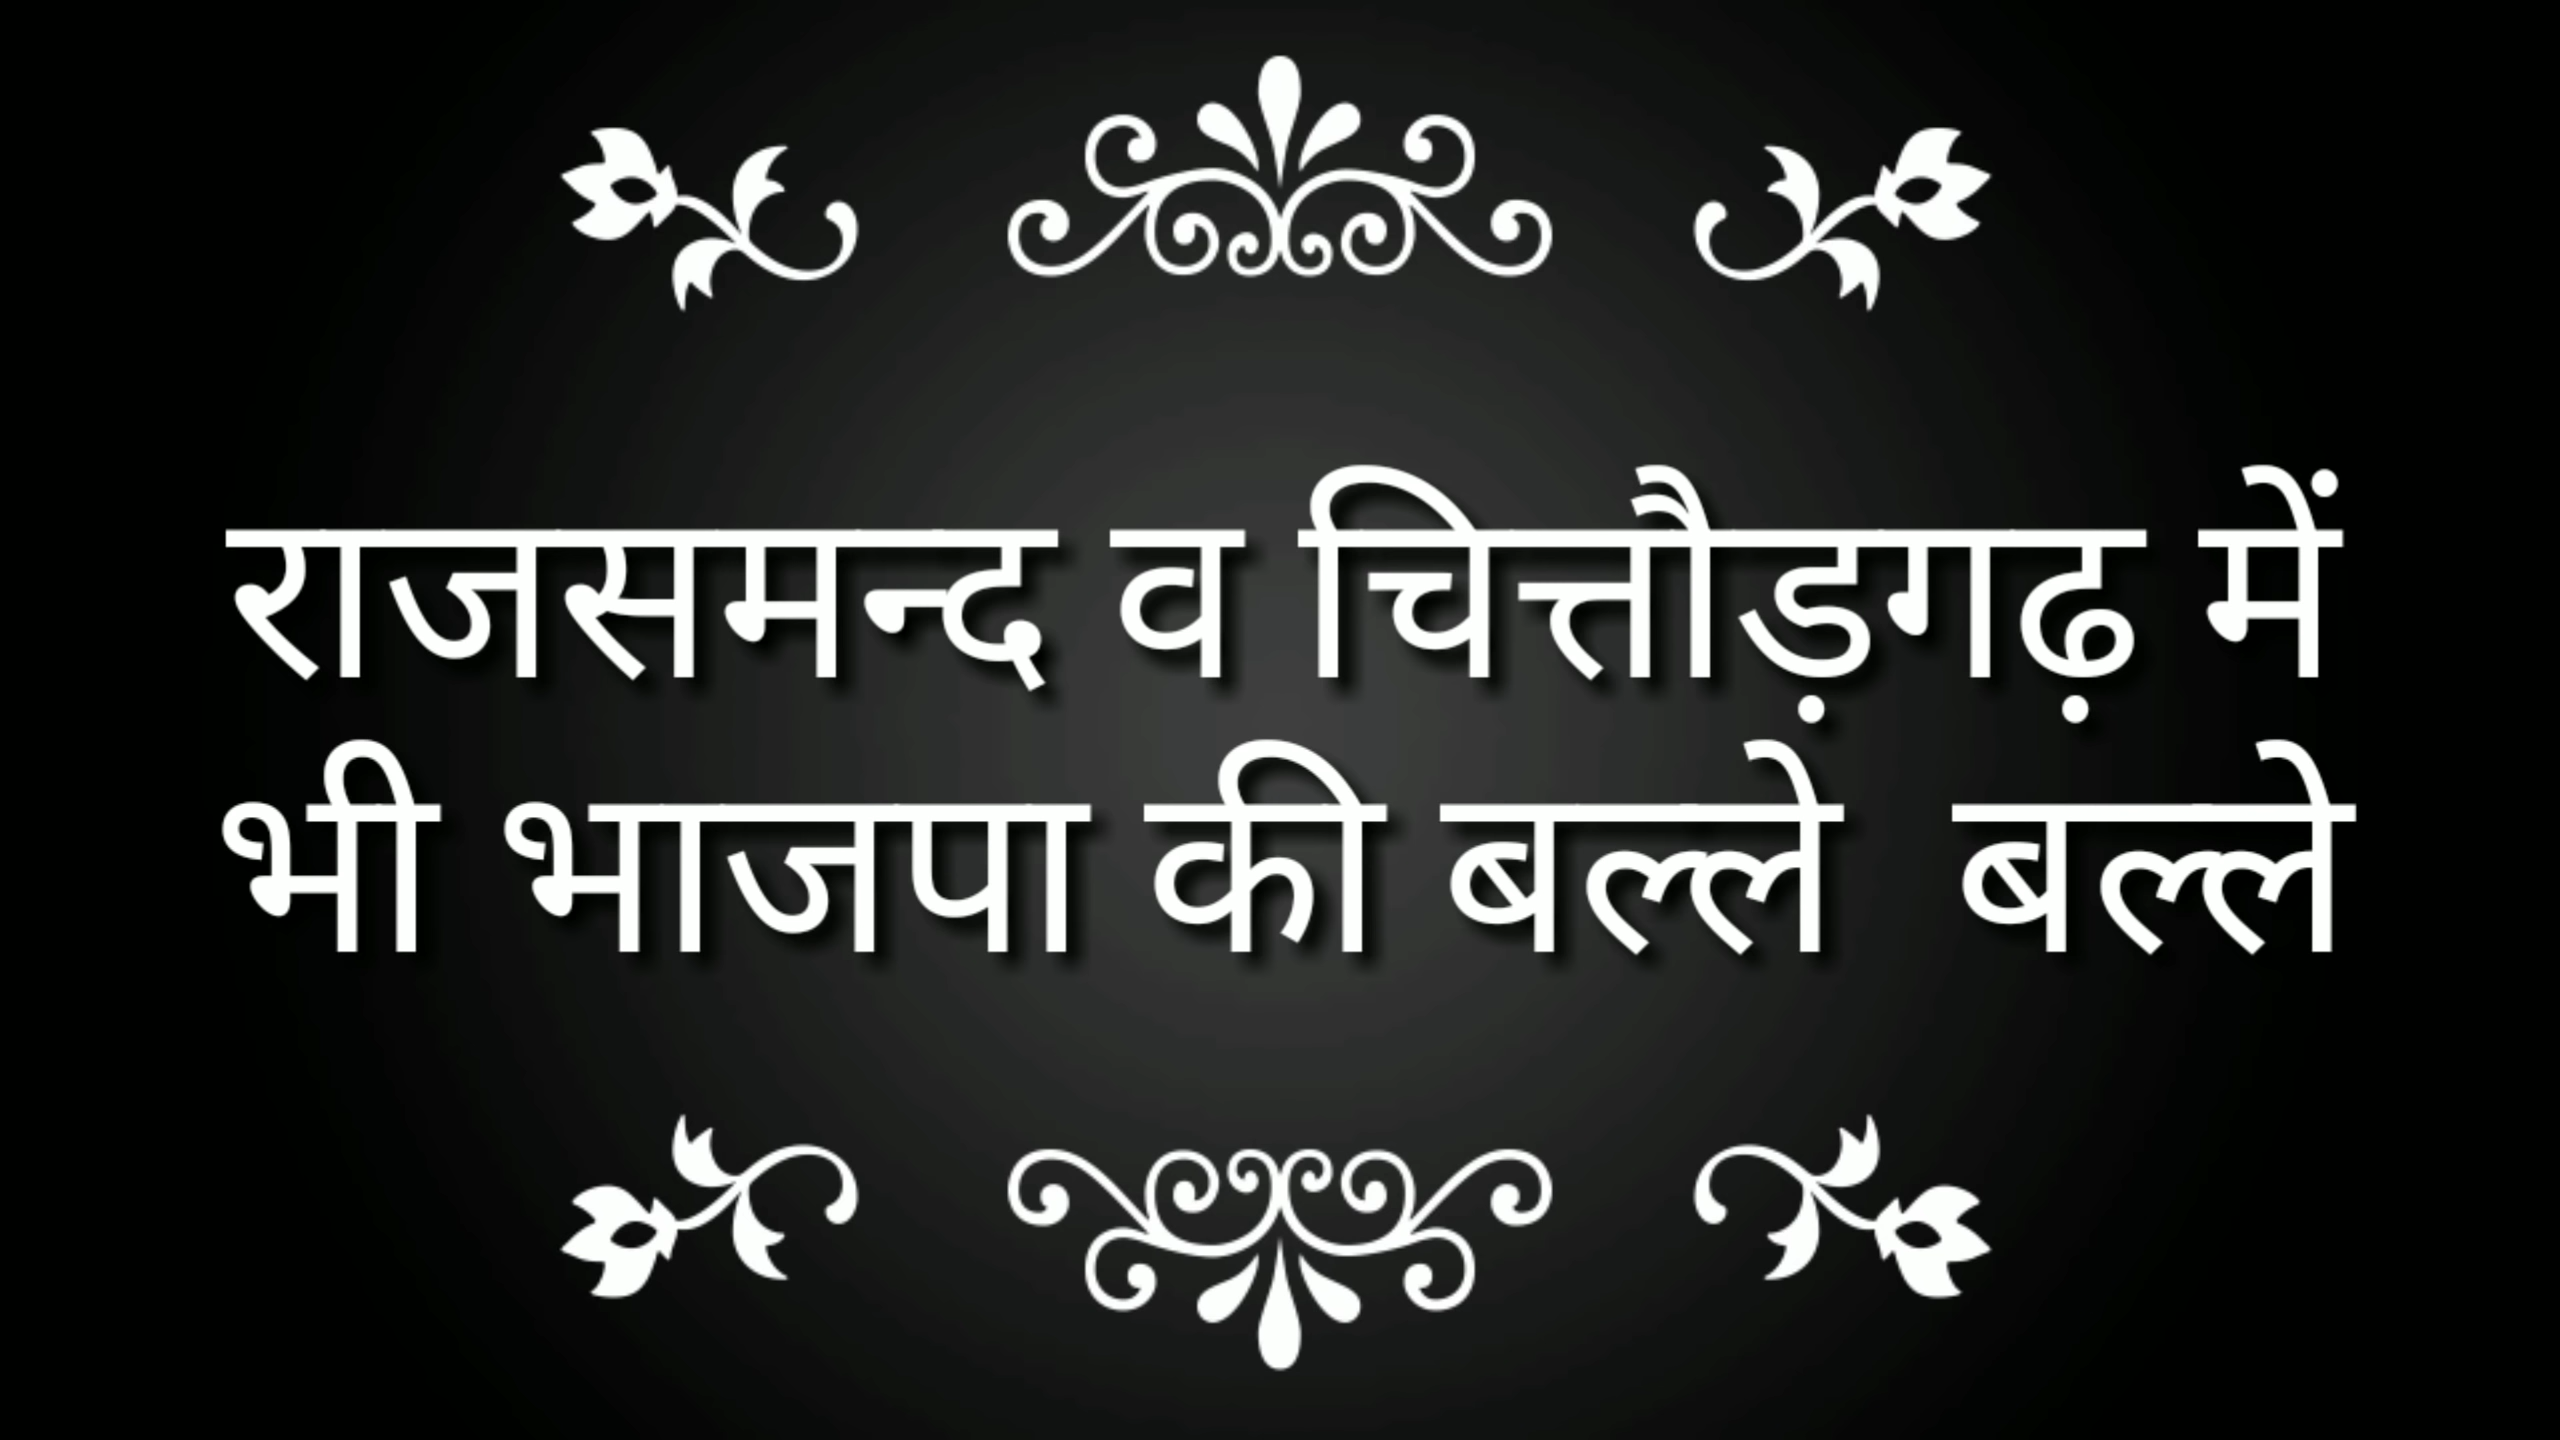 राजसमन्द व चित्तौड़गढ़ में
भी भाजपा की बल्ले  बल्ले